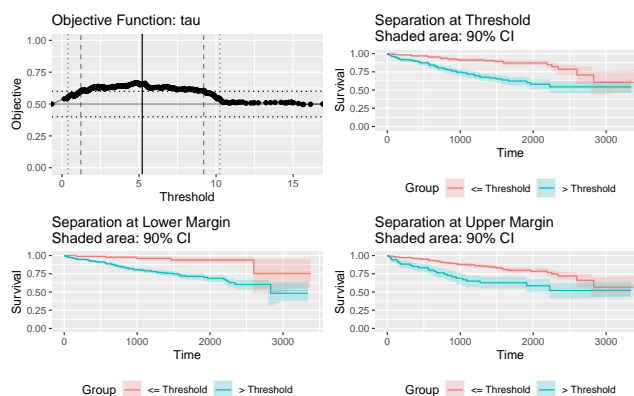 Objective Function: tau
1.00
0.75
0.50
0.25
0.00
Objective
0
5
10
15
Threshold
Separation at Threshold
Shaded area: 90% CI
1.00
0.75
0.50
0.25
0.00
Survival
0
1000
2000
3000
Time
Group
<= Threshold
> Threshold
Separation at Lower Margin
Shaded area: 90% CI
1.00
0.75
0.50
0.25
0.00
Survival
0
1000
2000
3000
Time
Group
<= Threshold
> Threshold
Separation at Upper Margin
Shaded area: 90% CI
1.00
0.75
0.50
0.25
0.00
Survival
0
1000
2000
3000
Time
Group
<= Threshold
> Threshold